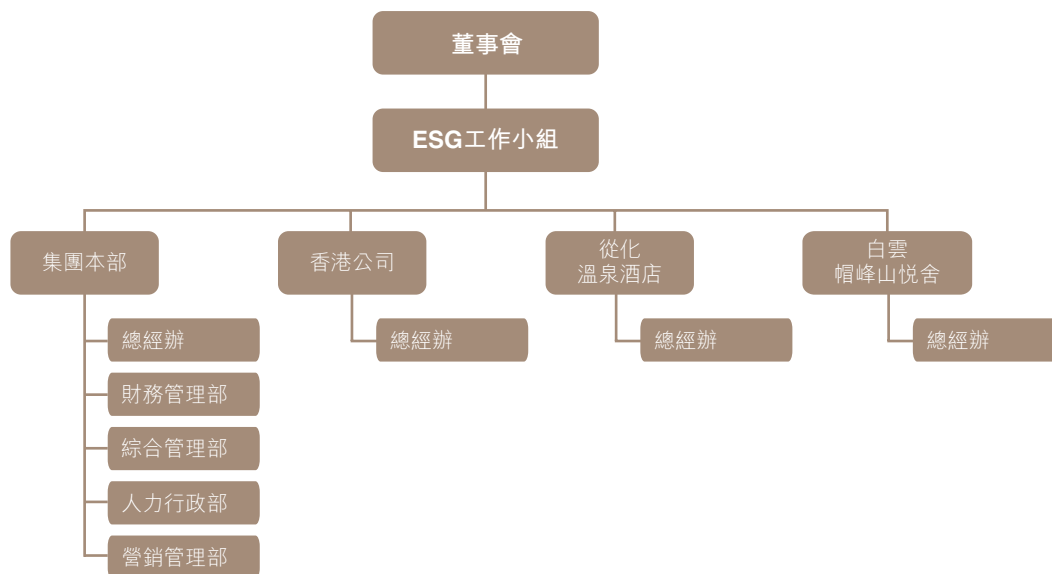 董事會
ESG工作小組
集團本部
香港公司
從化
溫泉酒店
白雲
帽峰山悦舍
總經辦
總經辦
總經辦
總經辦
財務管理部
綜合管理部
人力行政部
營銷管理部